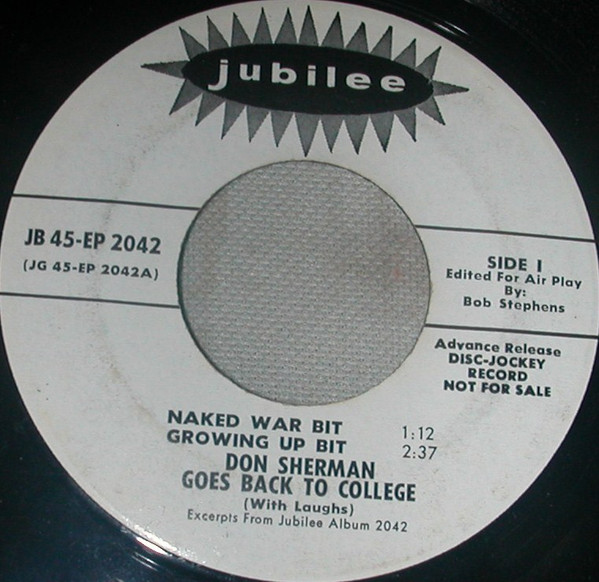 jubilee
JB 45-EP 2042
(JG 45-EP 2042A)
SIDE I
Edited For Air Play
By:
Bob Stephens
Advance Release
DISC-JOCKEY
RECORD
NOT FOR SALE
NAKED WAR BIT 1:12
GROWING UP BIT 2:37
DON SHERMAN
GOES BACK TO COLLEGE
(With Laughs)
Excerpts From Jubilee Album 2042